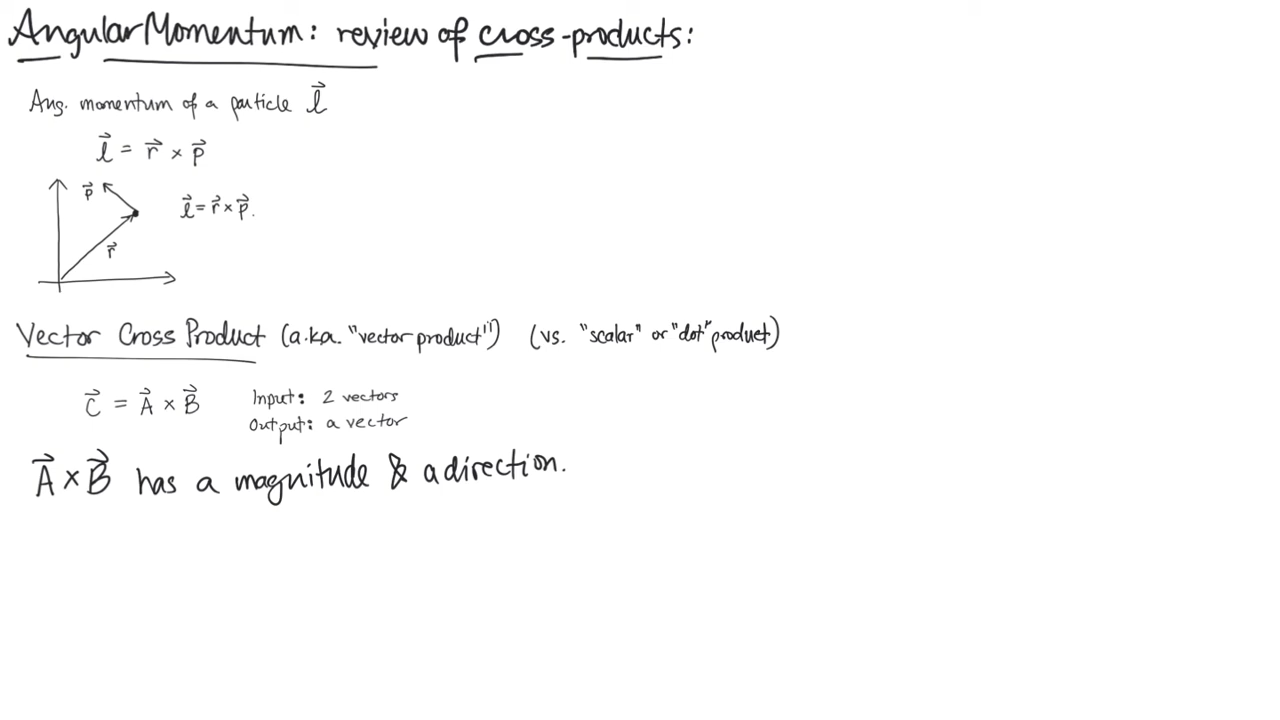 Angular Momentum: review of cross-products:
Ang. momentum of a particle l⃗
l⃗ = r⃗ × p⃗
p⃗
l⃗ = r⃗ × p⃗.
r⃗
Vector Cross Product (a.k.a. "vector product") (vs. "scalar" or "dot" product)
C⃗ = A⃗ × B⃗ Input: 2 vectors
Output: a vector
A⃗ × B⃗ has a magnitude & a direction.